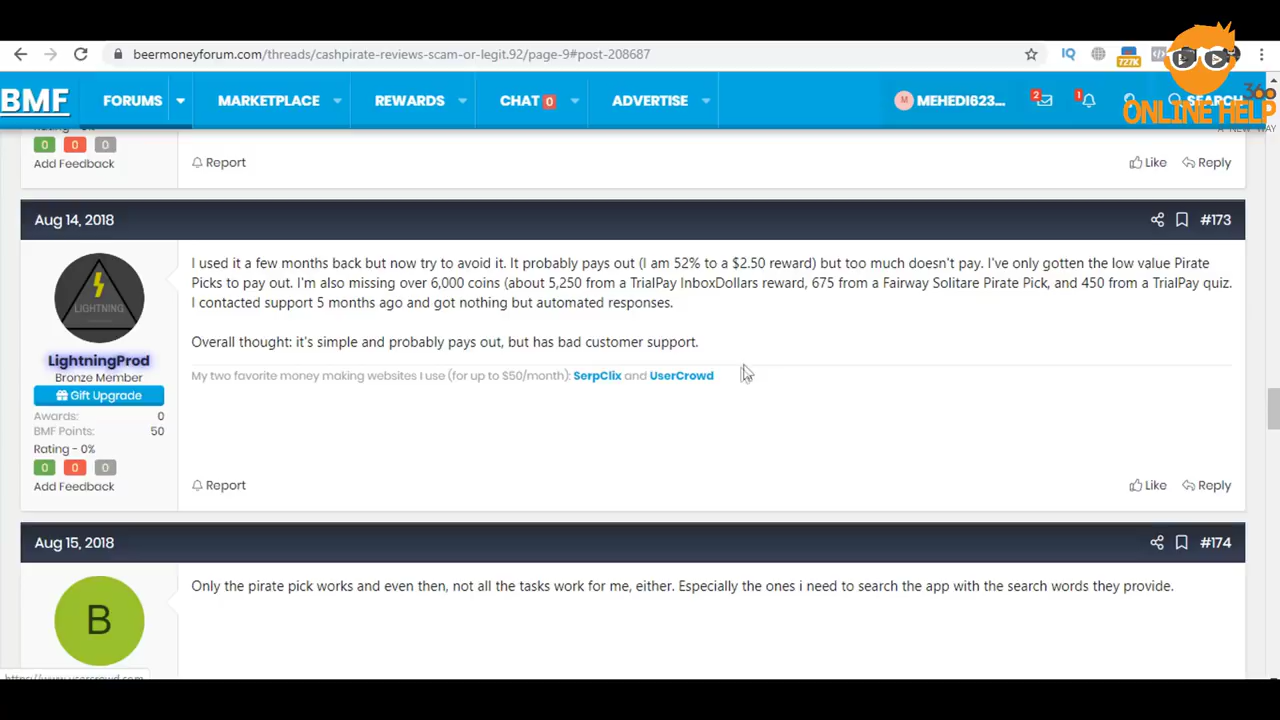 beermoneyforum.com/threads/cashpirate-reviews-scam-or-legit.92/page-9#post-208687
IQ
727K
BMF
FORUMS
MARKETPLACE
REWARDS
CHAT 0
ADVERTISE
M MEHEDI623...
2
1
SEARCH
360
ONLINE HELP
A NEW WAY
0 0 0
Add Feedback
Report
Like
Reply
Aug 14, 2018
#173
LIGHTNING
LightningProd
Bronze Member
Gift Upgrade
Awards: 0
BMF Points: 50
Rating - 0%
0 0 0
Add Feedback
I used it a few months back but now try to avoid it. It probably pays out (I am 52% to a $2.50 reward) but too much doesn't pay. I've only gotten the low value Pirate
Picks to pay out. I'm also missing over 6,000 coins (about 5,250 from a TrialPay InboxDollars reward, 675 from a Fairway Solitare Pirate Pick, and 450 from a TrialPay quiz.
I contacted support 5 months ago and got nothing but automated responses.
Overall thought: it's simple and probably pays out, but has bad customer support.
My two favorite money making websites I use (for up to $50/month): SerpClix and UserCrowd
Report
Like
Reply
Aug 15, 2018
#174
B
Only the pirate pick works and even then, not all the tasks work for me, either. Especially the ones i need to search the app with the search words they provide.